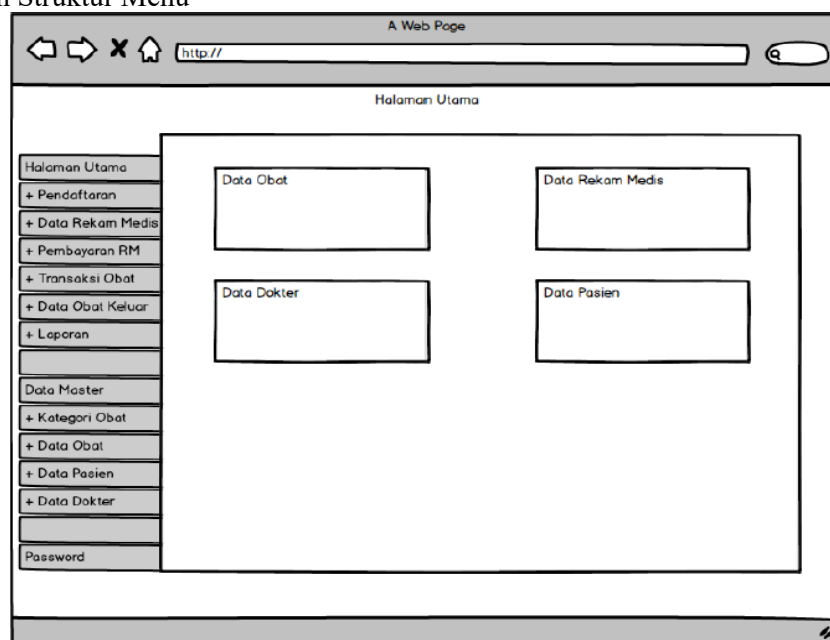 Struktur Menu
A Web Page
http://
Halaman Utama
Halaman Utama
+ Pendaftaran
+ Data Rekam Medis
+ Pembayaran RM
+ Transaksi Obat
+ Data Obat Keluar
+ Laporan
Data Master
+ Kategori Obat
+ Data Obat
+ Data Pasien
+ Data Dokter
Password
Data Obat
Data Rekam Medis
Data Dokter
Data Pasien